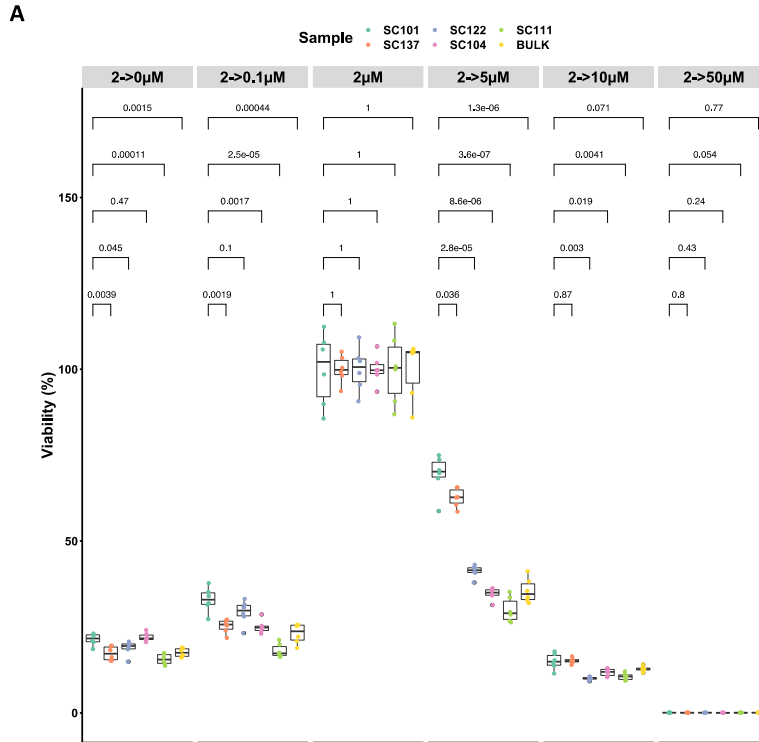 A
Sample SC101 SC122 SC111
SC137 SC104 BULK
2->0µM 2->0.1µM 2µM 2->5µM 2->10µM 2->50µM
0.0015 0.00044 1 1.3e-06 0.071 0.77
0.00011 2.5e-05 1 3.6e-07 0.0041 0.054
150
0.47 0.0017 1 8.6e-06 0.019 0.24
0.045 0.1 1 2.8e-05 0.003 0.43
0.0039 0.0019 1 0.036 0.87 0.8
100
Viability (%)
50
0